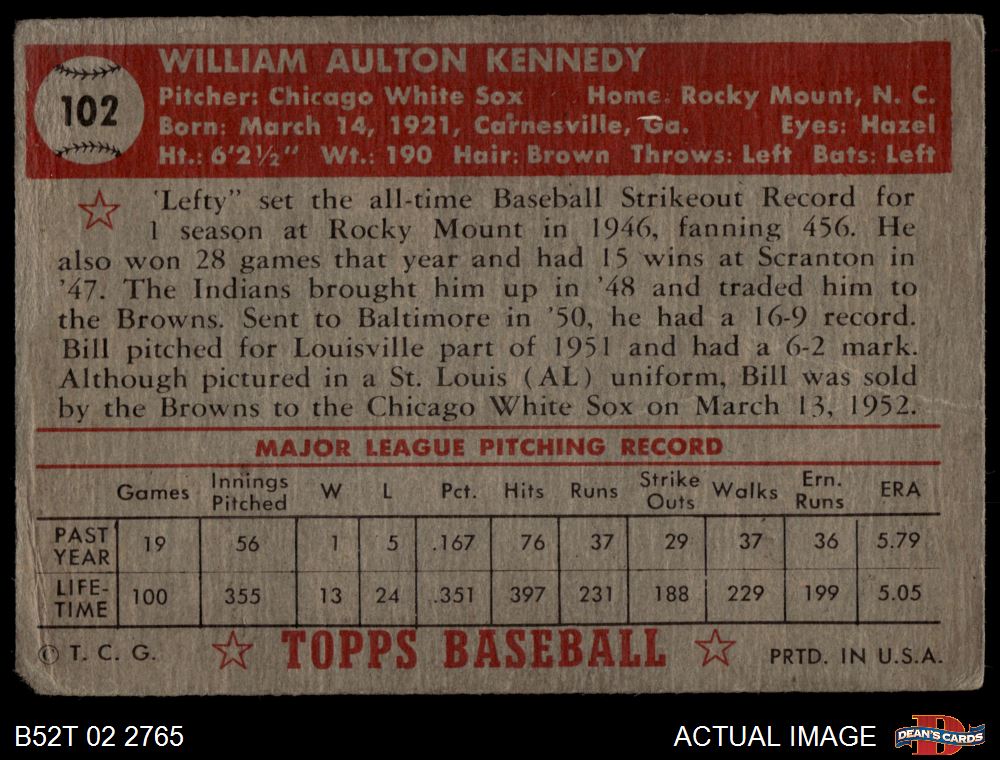 102
WILLIAM AULTON KENNEDY
Pitcher: Chicago White Sox Home: Rocky Mount, N. C.
Born: March 14, 1921, Carnesville, Ga. Eyes: Hazel
Ht.: 6'2½" Wt.: 190 Hair: Brown Throws: Left Bats: Left
'Lefty" set the all-time Baseball Strikeout Record for
1 season at Rocky Mount in 1946, fanning 456. He
also won 28 games that year and had 15 wins at Scranton in
'47. The Indians brought him up in '48 and traded him to
the Browns. Sent to Baltimore in '50, he had a 16-9 record.
Bill pitched for Louisville part of 1951 and had a 6-2 mark.
Although pictured in a St. Louis (AL) uniform, Bill was sold
by the Browns to the Chicago White Sox on March 13, 1952.
MAJOR LEAGUE PITCHING RECORD
Games Innings Pitched W L Pct. Hits Runs Strike Outs Walks Ern. Runs ERA
PAST YEAR 19 56 1 5 .167 76 37 29 37 36 5.79
LIFE-TIME 100 355 13 24 .351 397 231 188 229 199 5.05
© T. C. G. TOPPS BASEBALL PRTD. IN U.S.A.
B52T 02 2765 ACTUAL IMAGE D DEAN'S CARDS